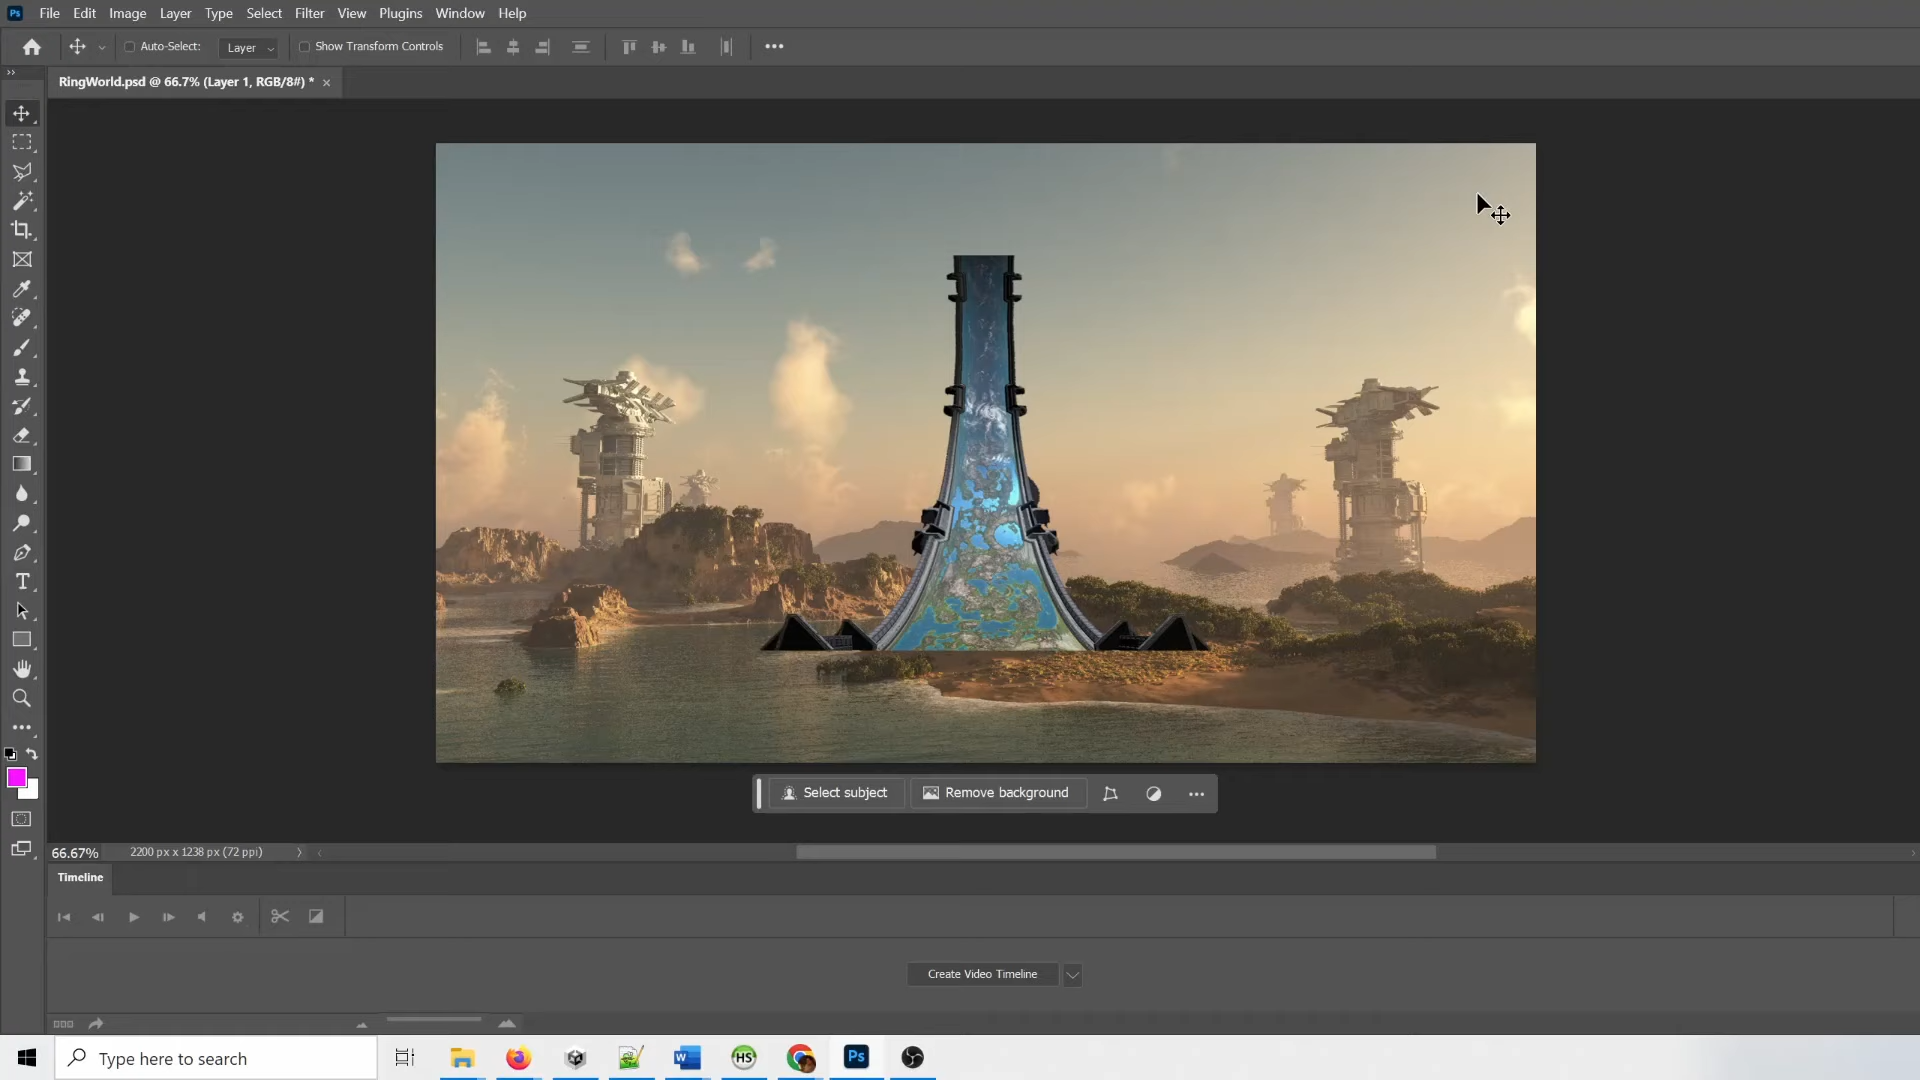 Ps File Edit Image Layer Type Select Filter View Plugins Window Help
Auto-Select: Layer Show Transform Controls
RingWorld.psd @ 66.7% (Layer 1, RGB/8#) * ×
T
Select subject Remove background
66.67% 2200 px x 1238 px (72 ppi)
Timeline
Create Video Timeline
Type here to search W HS Ps